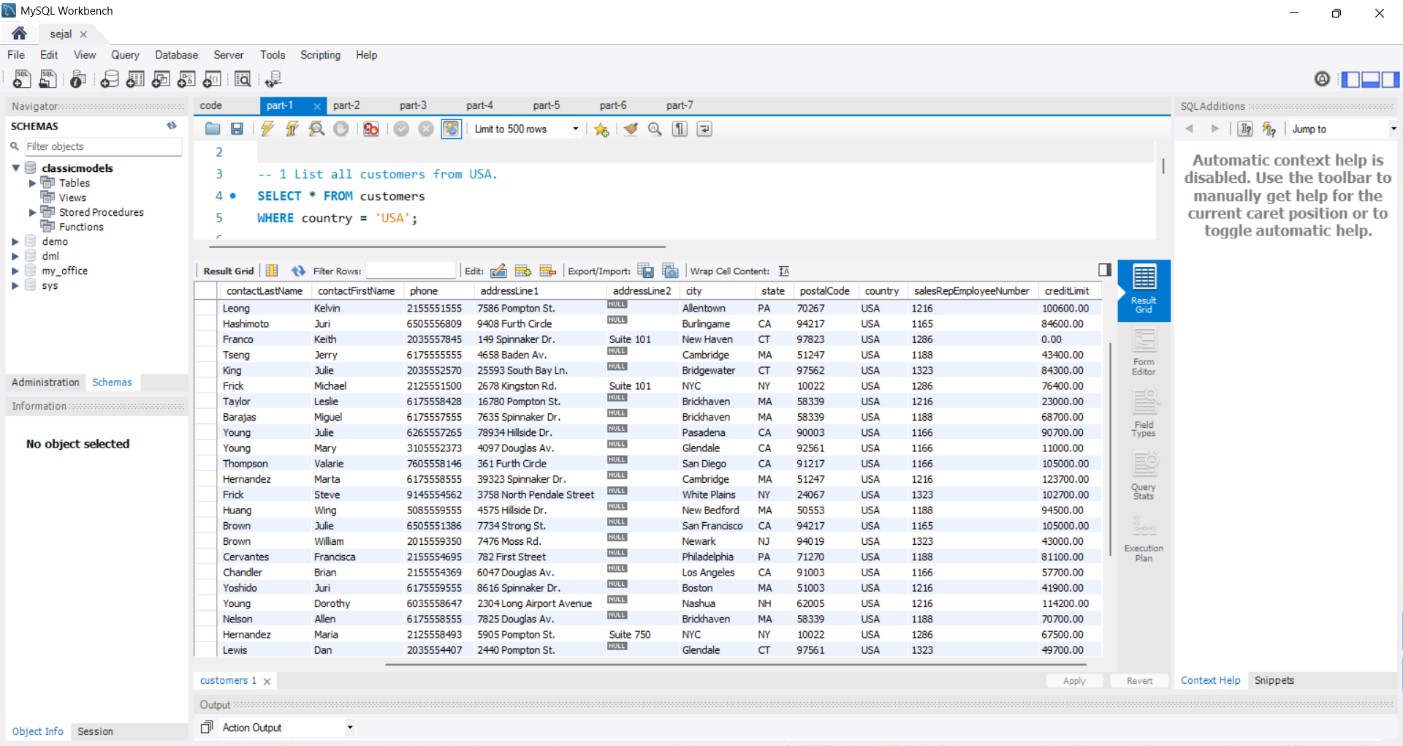 MySQL Workbench
sejal
File Edit View Query Database Server Tools Scripting Help
Navigator
SCHEMAS
Filter objects
classicmodels
Tables
Views
Stored Procedures
Functions
demo
dml
my_office
sys
Administration Schemas
Information
No object selected
Object Info Session
code part-1 part-2 part-3 part-4 part-5 part-6 part-7
Limit to 500 rows
2
3 -- 1 List all customers from USA.
4 SELECT * FROM customers
5 WHERE country = 'USA';
Result Grid Filter Rows: Edit: Export/Import: Wrap Cell Content: IA
contactLastName contactFirstName phone addressLine1 addressLine2 city state postalCode country salesRepEmployeeNumber creditLimit
Leong Kelvin 2155551555 7586 Pompton St. NULL Allentown PA 70267 USA 1216 100600.00
Hashimoto Juri 6505556809 9408 Furth Circle NULL Burlingame CA 94217 USA 1165 84600.00
Franco Keith 2035557845 149 Spinnaker Dr. Suite 101 New Haven CT 97823 USA 1286 0.00
Tseng Jerry 6175555555 4658 Baden Av. NULL Cambridge MA 51247 USA 1188 43400.00
King Julie 2035552570 25593 South Bay Ln. NULL Bridgewater CT 97562 USA 1323 84300.00
Frick Michael 2125551500 2678 Kingston Rd. Suite 101 NYC NY 10022 USA 1286 76400.00
Taylor Leslie 6175558428 16780 Pompton St. NULL Brickhaven MA 58339 USA 1216 23000.00
Barajas Miguel 6175557555 7635 Spinnaker Dr. NULL Brickhaven MA 58339 USA 1188 68700.00
Young Julie 6265557265 78934 Hillside Dr. NULL Pasadena CA 90003 USA 1166 90700.00
Young Mary 3105552373 4097 Douglas Av. NULL Glendale CA 92561 USA 1166 11000.00
Thompson Valarie 7605558146 361 Furth Circle NULL San Diego CA 91217 USA 1166 105000.00
Hernandez Marta 6175558555 39323 Spinnaker Dr. NULL Cambridge MA 51247 USA 1216 123700.00
Frick Steve 9145554562 3758 North Pendale Street NULL White Plains NY 24067 USA 1323 102700.00
Huang Wing 5085559555 4575 Hillside Dr. NULL New Bedford MA 50553 USA 1188 94500.00
Brown Julie 6505551386 7734 Strong St. NULL San Francisco CA 94217 USA 1165 105000.00
Brown William 2015559350 7476 Moss Rd. NULL Newark NJ 94019 USA 1323 43000.00
Cervantes Francisca 2155554695 782 First Street NULL Philadelphia PA 71270 USA 1188 81100.00
Chandler Brian 2155554369 6047 Douglas Av. NULL Los Angeles CA 91003 USA 1166 57700.00
Yoshido Juri 6175559555 8616 Spinnaker Dr. NULL Boston MA 51003 USA 1216 41900.00
Young Dorothy 6035558647 2304 Long Airport Avenue NULL Nashua NH 62005 USA 1216 114200.00
Nelson Allen 6175558555 7825 Douglas Av. NULL Brickhaven MA 58339 USA 1188 70700.00
Hernandez Maria 2125558493 5905 Pompton St. Suite 750 NYC NY 10022 USA 1286 67500.00
Lewis Dan 2035554407 2440 Pompton St. NULL Glendale CT 97561 USA 1323 49700.00
customers 1
Apply Revert
Output
Action Output
Result Grid
Form Editor
Field Types
Query Stats
Execution Plan
SQLAdditions
Jump to
Automatic context help is
disabled. Use the toolbar to
manually get help for the
current caret position or to
toggle automatic help.
Context Help Snippets